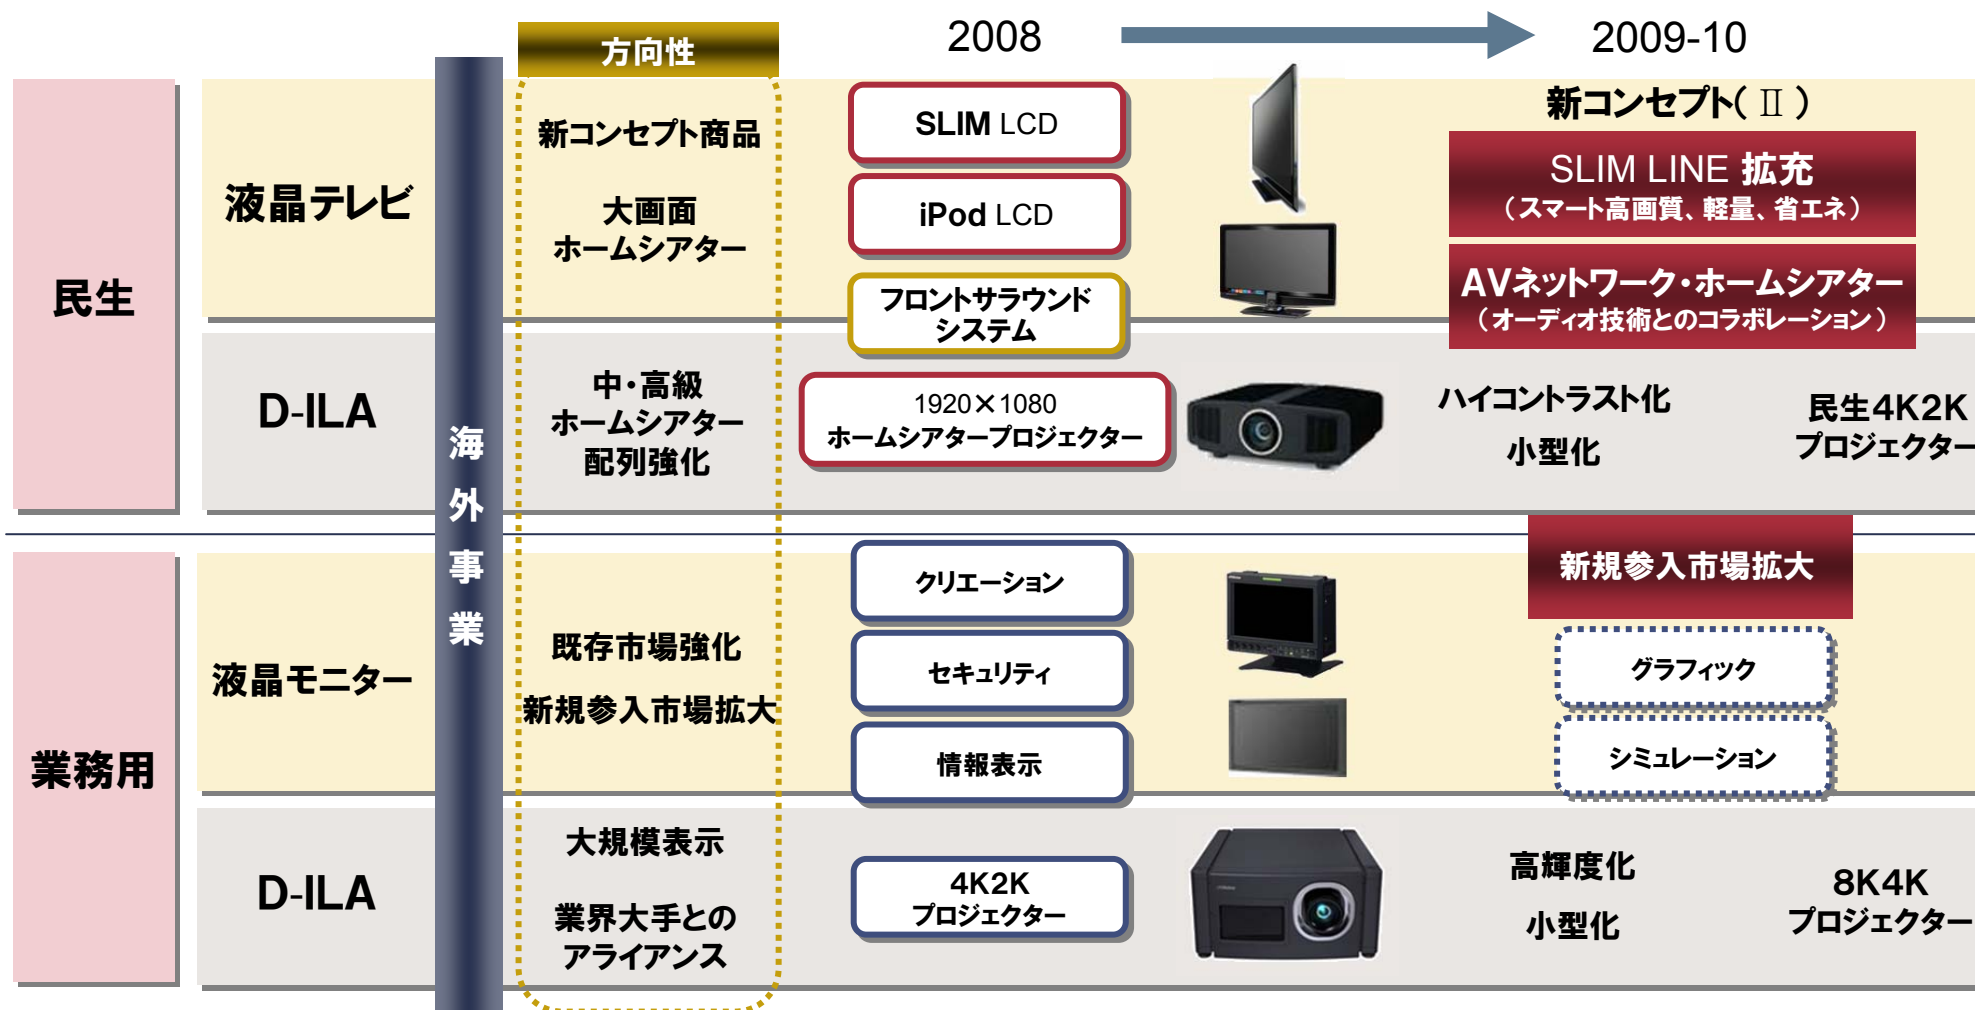 方向性
2008
2009-10
民生
液晶テレビ
海外事業
新コンセプト商品
大画面
ホームシアター
SLIM LCD
iPod LCD
フロントサラウンド
システム
新コンセプト(Ⅱ)
SLIM LINE 拡充
(スマート高画質、軽量、省エネ)
AVネットワーク・ホームシアター
(オーディオ技術とのコラボレーション)
D-ILA
中・高級
ホームシアター
配列強化
1920×1080
ホームシアタープロジェクター
ハイコントラスト化
小型化
民生4K2K
プロジェクター
業務用
液晶モニター
既存市場強化
新規参入市場拡大
クリエーション
セキュリティ
情報表示
新規参入市場拡大
グラフィック
シミュレーション
D-ILA
大規模表示
業界大手との
アライアンス
4K2K
プロジェクター
高輝度化
小型化
8K4K
プロジェクター